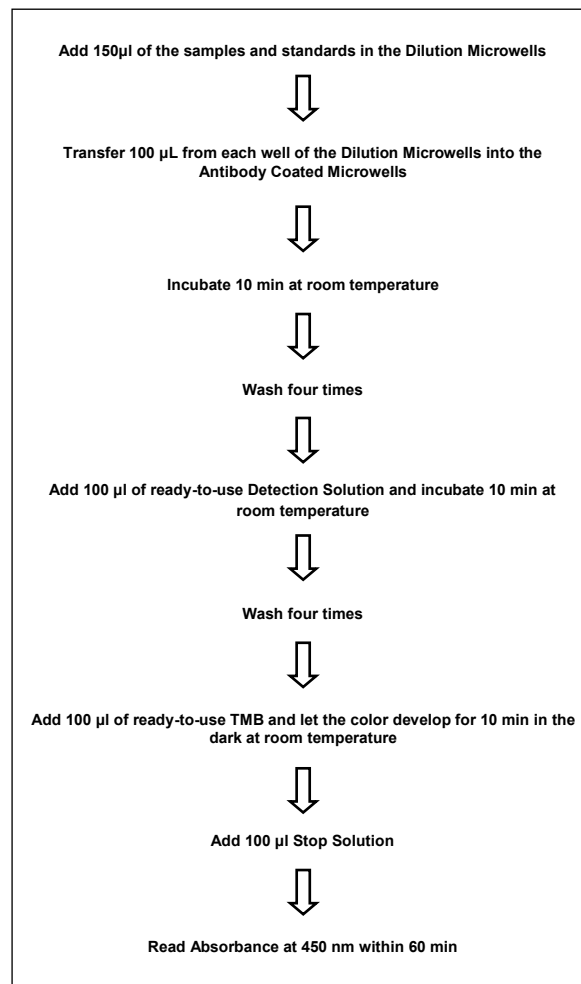 Add 150µl of the samples and standards in the Dilution Microwells
Transfer 100 µL from each well of the Dilution Microwells into the
Antibody Coated Microwells
Incubate 10 min at room temperature
Wash four times
Add 100 µl of ready-to-use Detection Solution and incubate 10 min at
room temperature
Wash four times
Add 100 µl of ready-to-use TMB and let the color develop for 10 min in the
dark at room temperature
Add 100 µl Stop Solution
Read Absorbance at 450 nm within 60 min